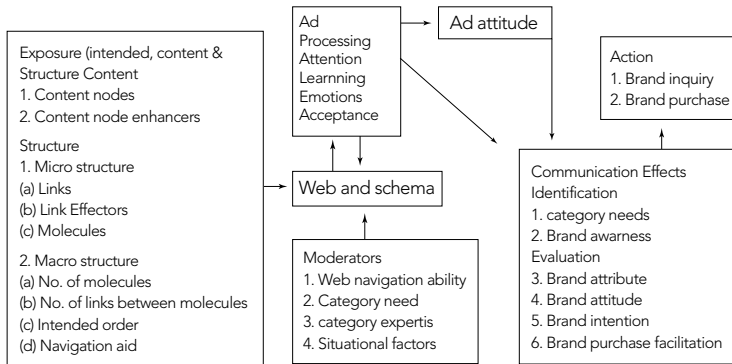 Exposure (intended, content &
Structure Content
1. Content nodes
2. Content node enhancers
Structure
1. Micro structure
(a) Links
(b) Link Effectors
(c) Molecules
2. Macro structure
(a) No. of molecules
(b) No. of links between molecules
(c) Intended order
(d) Navigation aid
Ad
Processing
Attention
Learnning
Emotions
Acceptance
Ad attitude
Web and schema
Moderators
1. Web navigation ability
2. Category need
3. category expertis
4. Situational factors
Action
1. Brand inquiry
2. Brand purchase
Communication Effects
Identification
1. category needs
2. Brand awarness
Evaluation
3. Brand attribute
4. Brand attitude
5. Brand intention
6. Brand purchase facilitation